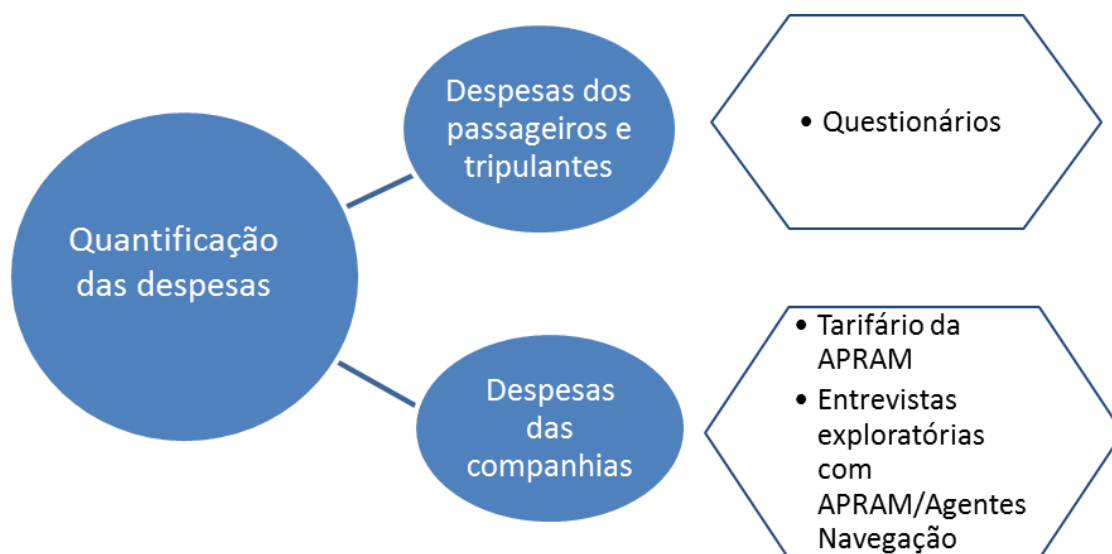 Quantificação
das despesas
Despesas dos
passageiros e
tripulantes
• Questionários
Despesas
das
companhias
• Tarifário da
APRAM
• Entrevistas
exploratórias
com
APRAM/Agentes
Navegação